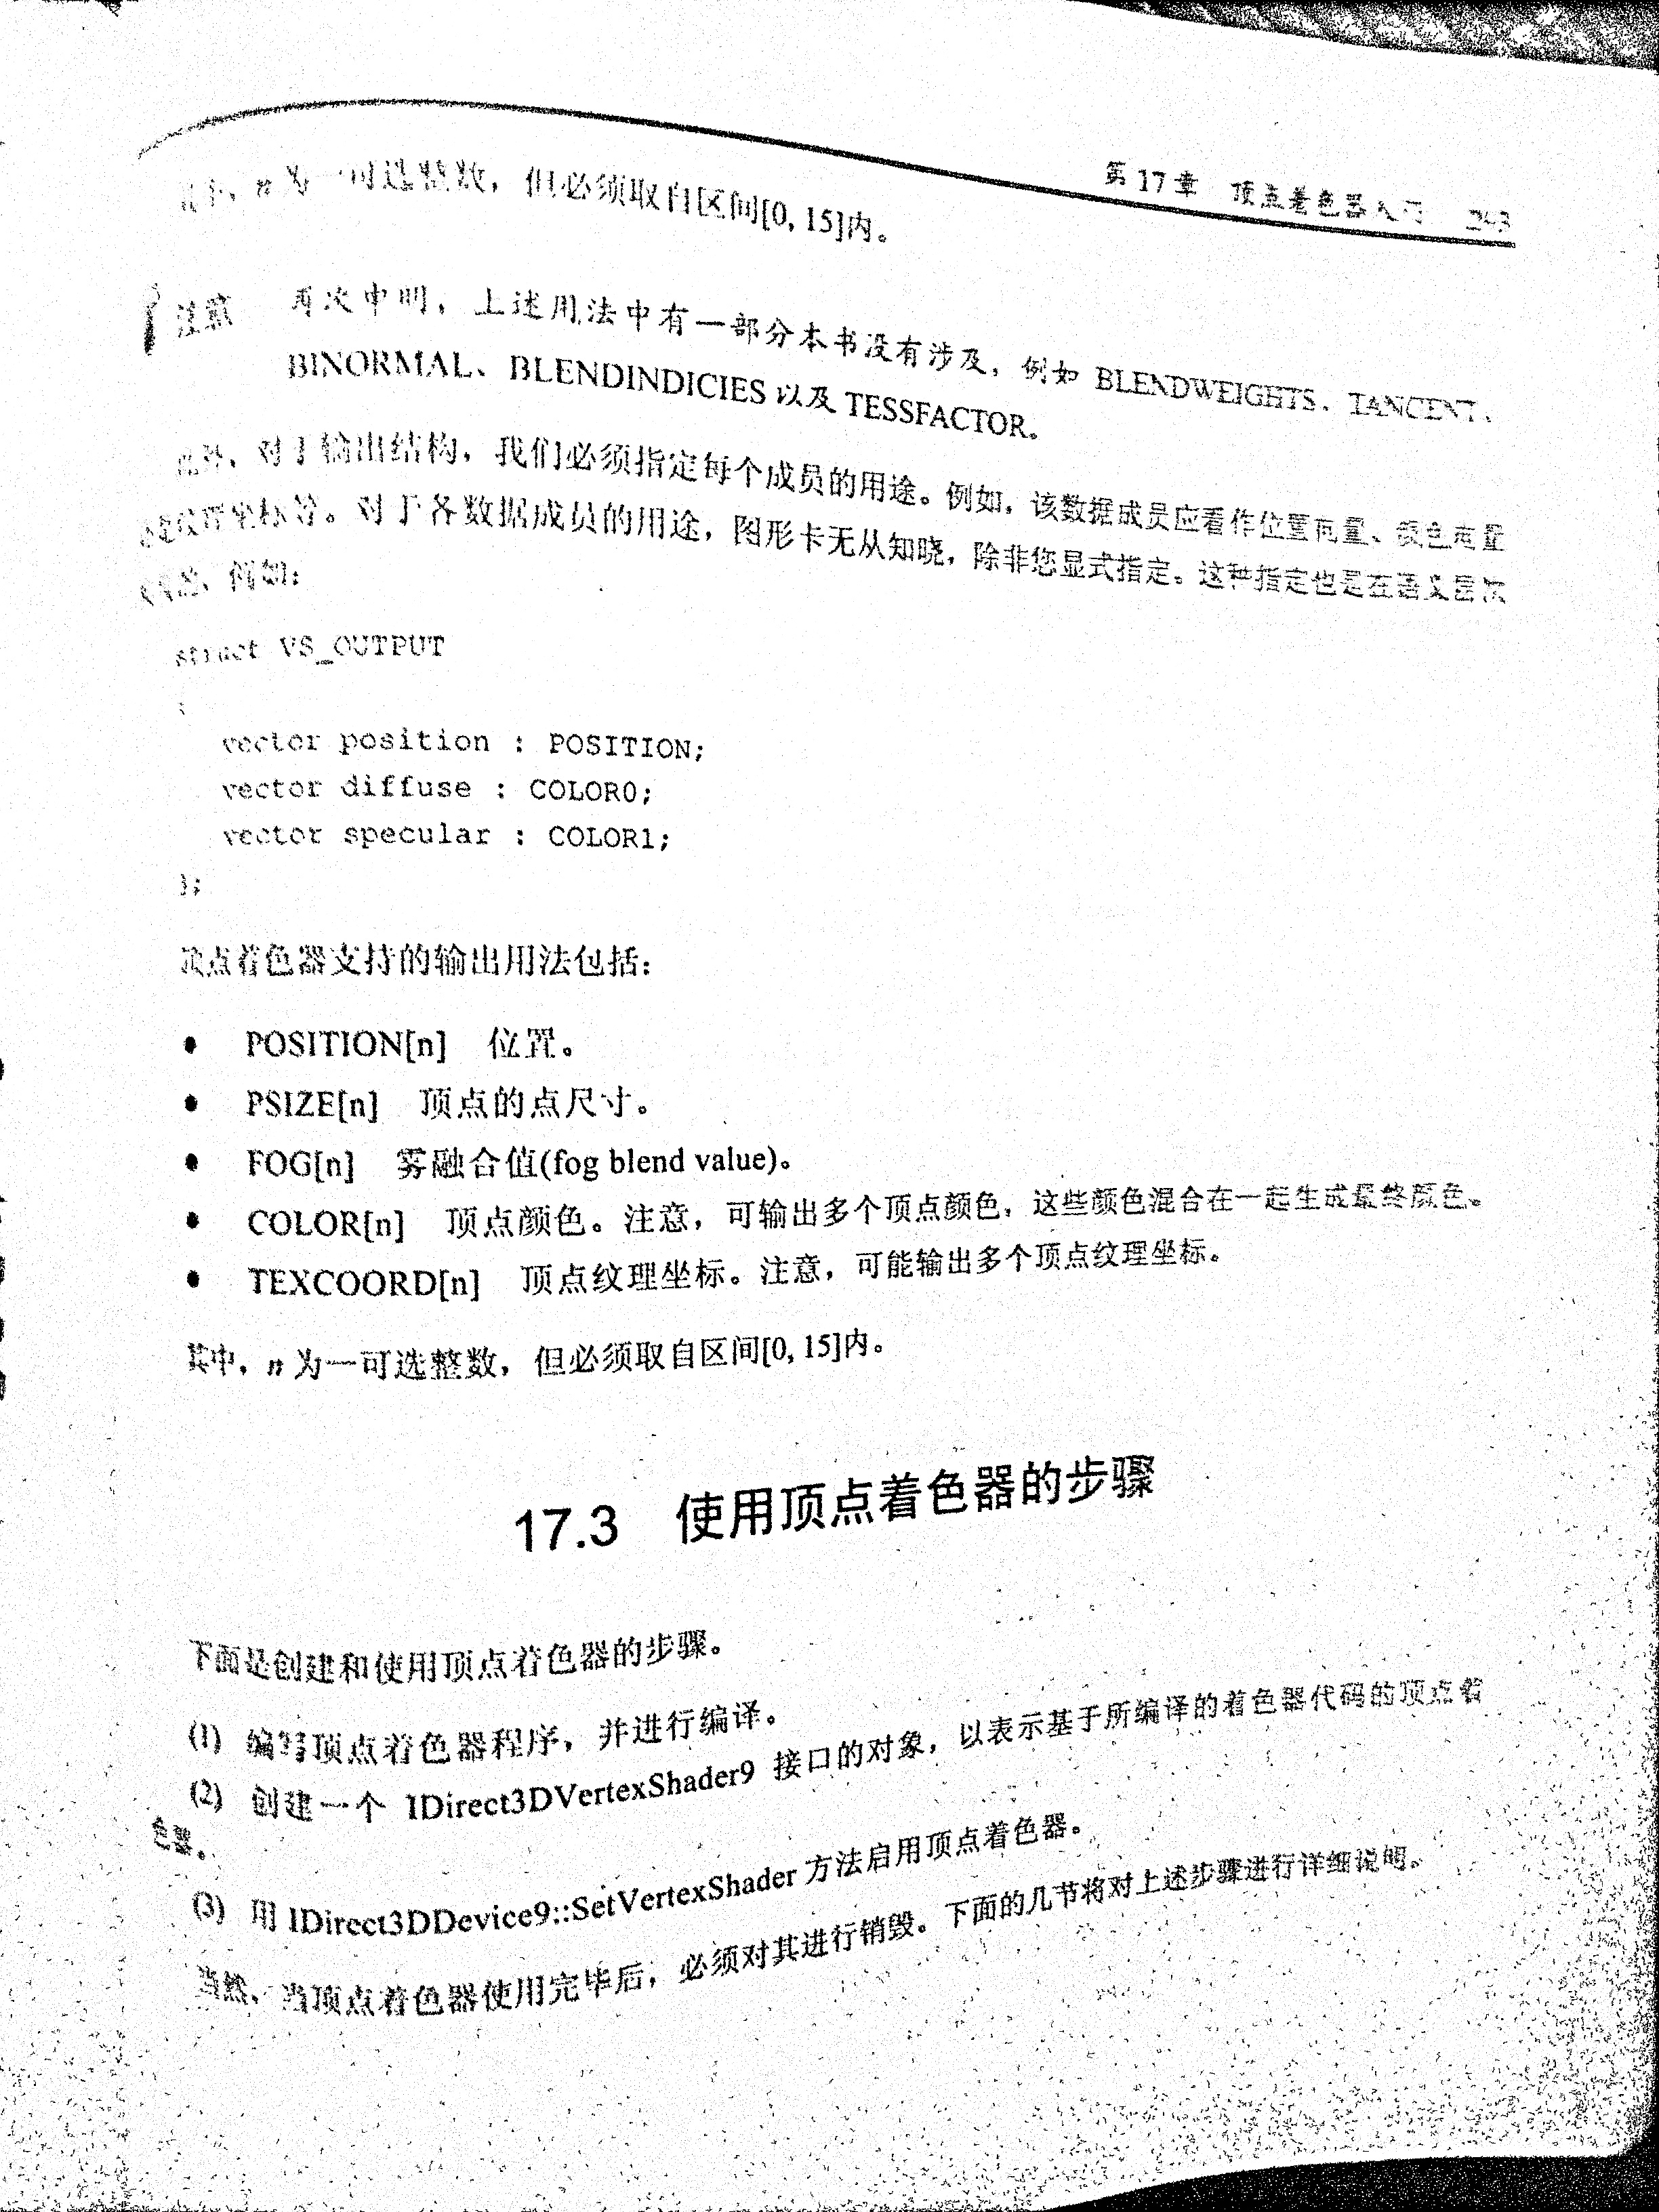 第17章 顶点着色器入门 243
其中，n 为一可选整数，但必须取自区间[0, 15]内。
注意 再次申明，上述用法中有一部分本书没有涉及，例如 BLENDWEIGHTS、TANGENT、
BINORMAL、BLENDINDICIES 以及 TESSFACTOR。
此外，对于输出结构，我们必须指定每个成员的用途。例如，该数据成员应看作位置向量、颜色向量
纹理坐标等。对于各数据成员的用途，图形卡无从知晓，除非您显式指定。这种指定也是在语义层次
例如：
struct VS_OUTPUT
{
vector position : POSITION;
vector diffuse : COLOR0;
vector specular : COLOR1;
};
顶点着色器支持的输出用法包括：
• POSITION[n] 位置。
• PSIZE[n] 顶点的点尺寸。
• FOG[n] 雾融合值(fog blend value)。
• COLOR[n] 顶点颜色。注意，可输出多个顶点颜色，这些颜色混合在一起生成最终颜色。
• TEXCOORD[n] 顶点纹理坐标。注意，可能输出多个顶点纹理坐标。
其中，n 为一可选整数，但必须取自区间[0, 15]内。
17.3 使用顶点着色器的步骤
下面是创建和使用顶点着色器的步骤。
(1) 编写顶点着色器程序，并进行编译。
(2) 创建一个 IDirect3DVertexShader9 接口的对象，以表示基于所编译的着色器代码的顶点着
色器。
(3) 用 IDirect3DDevice9::SetVertexShader 方法启用顶点着色器。
当然，当顶点着色器使用完毕后，必须对其进行销毁。下面的几节将对上述步骤进行详细说明。